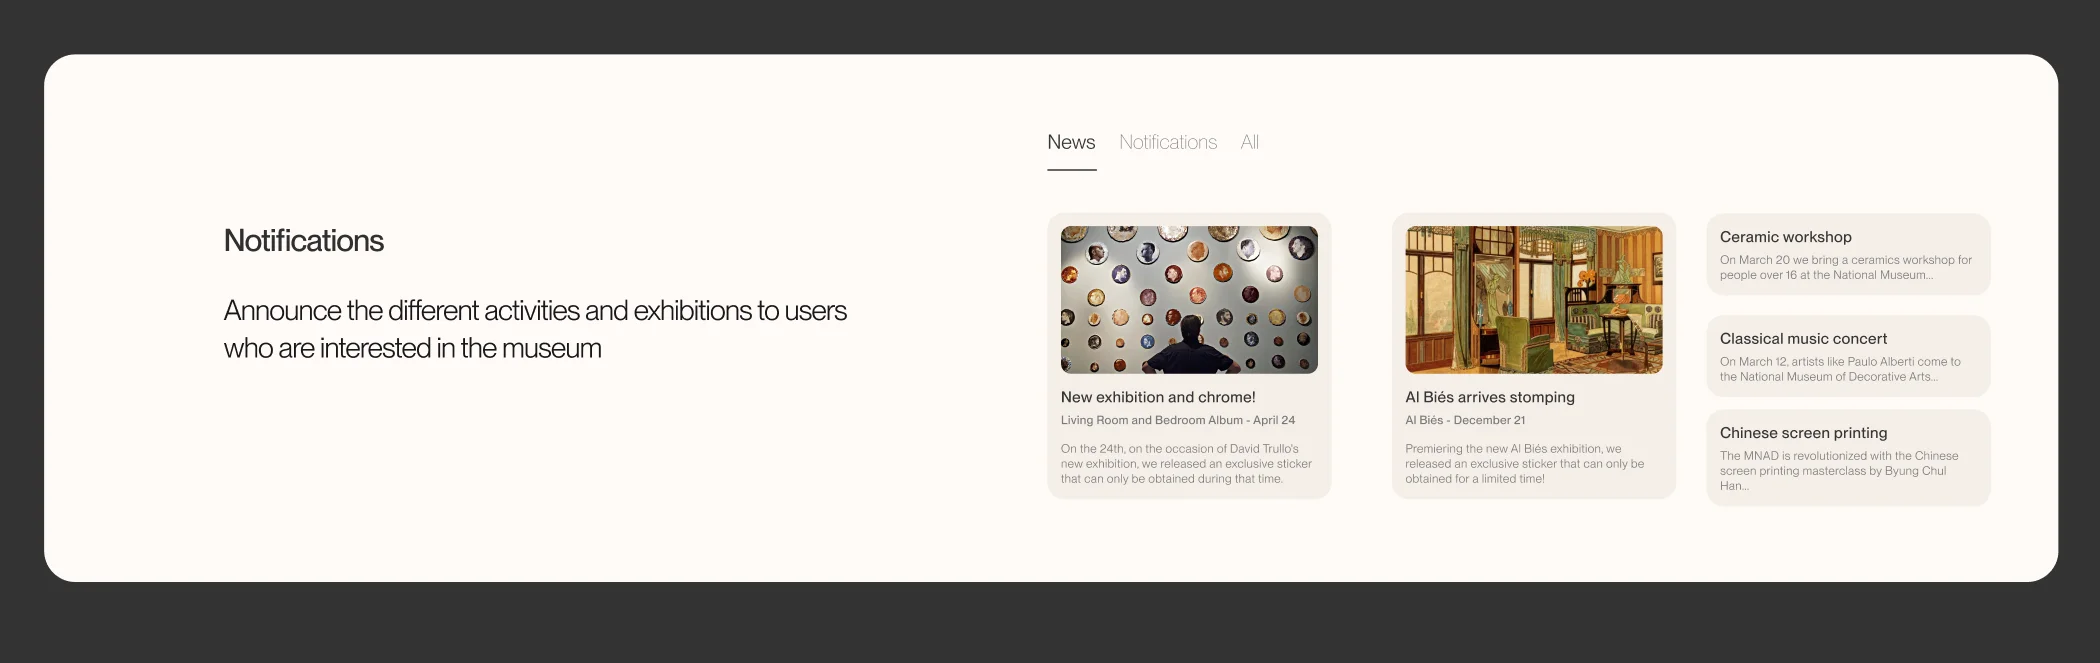 Notifications
Announce the different activities and exhibitions to users
who are interested in the museum
News
Notifications
All
New exhibition and chrome!
Living Room and Bedroom Album - April 24
On the 24th, on the occasion of David Trullo's
new exhibition, we released an exclusive sticker
that can only be obtained during that time.
Al Biés arrives stomping
Al Biés - December 21
Premiering the new Al Biés exhibition, we
released an exclusive sticker that can only be
obtained for a limited time!
Ceramic workshop
On March 20 we bring a ceramics workshop for
people over 16 at the National Museum...
Classical music concert
On March 12, artists like Paulo Alberti come to
the National Museum of Decorative Arts...
Chinese screen printing
The MNAD is revolutionized with the Chinese
screen printing masterclass by Byung Chul
Han...